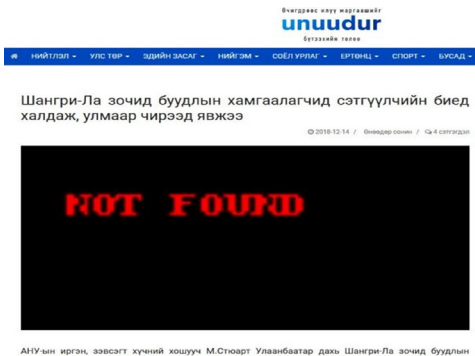 Өчигдрөөс илүү маргаашийг
unuudur
бүтээхийн төлөө
НИЙТЛЭЛ УЛС ТӨР ЭДИЙН ЗАСАГ НИЙГЭМ СОЁЛ УРЛАГ ЕРТӨНЦ СПОРТ БУСАД
Шангри-Ла зочид буудлын хамгаалагчид сэтгүүлчийн биед
халдаж, улмаар чирээд явжээ
2018-12-14 / Өнөөдөр сонин / 4 сэтгэгдэл
NOT FOUND
АНУ-ын иргэн, зэвсэгт хүчний хошууч М.Стюарт Улаанбаатар дахь Шангри-Ла зочид буудлын